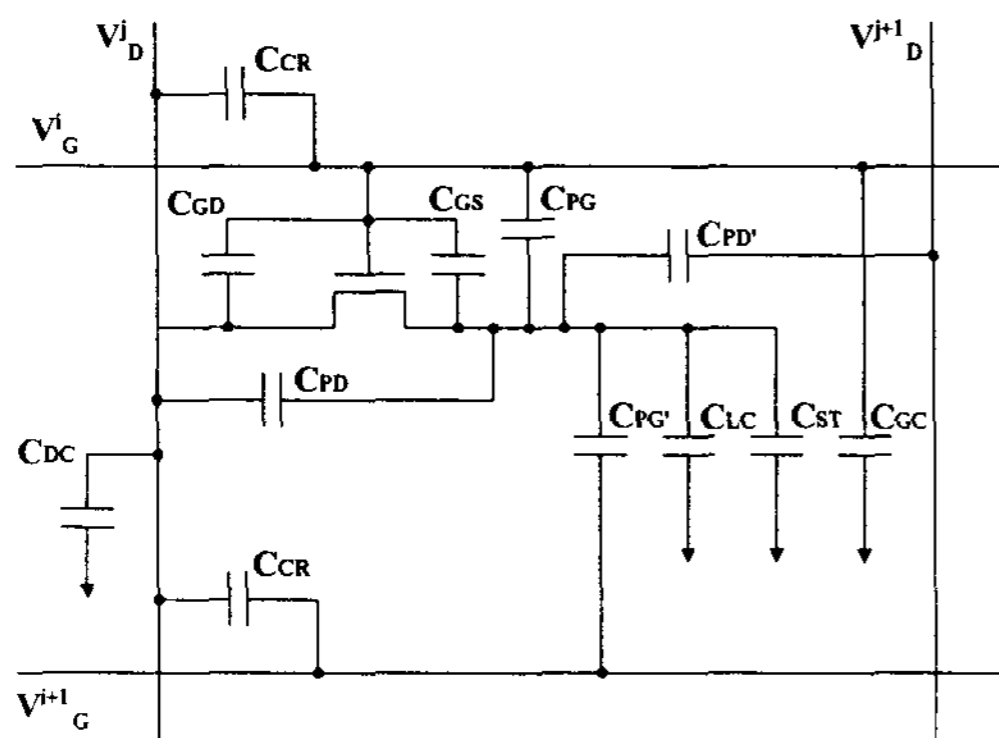 V^j_D
V^{j+1}_D
C_CR
V^i_G
C_GD
C_GS
C_PG
C_PD'
C_PD
C_PG'
C_LC
C_ST
C_GC
C_DC
C_CR
V^{i+1}_G